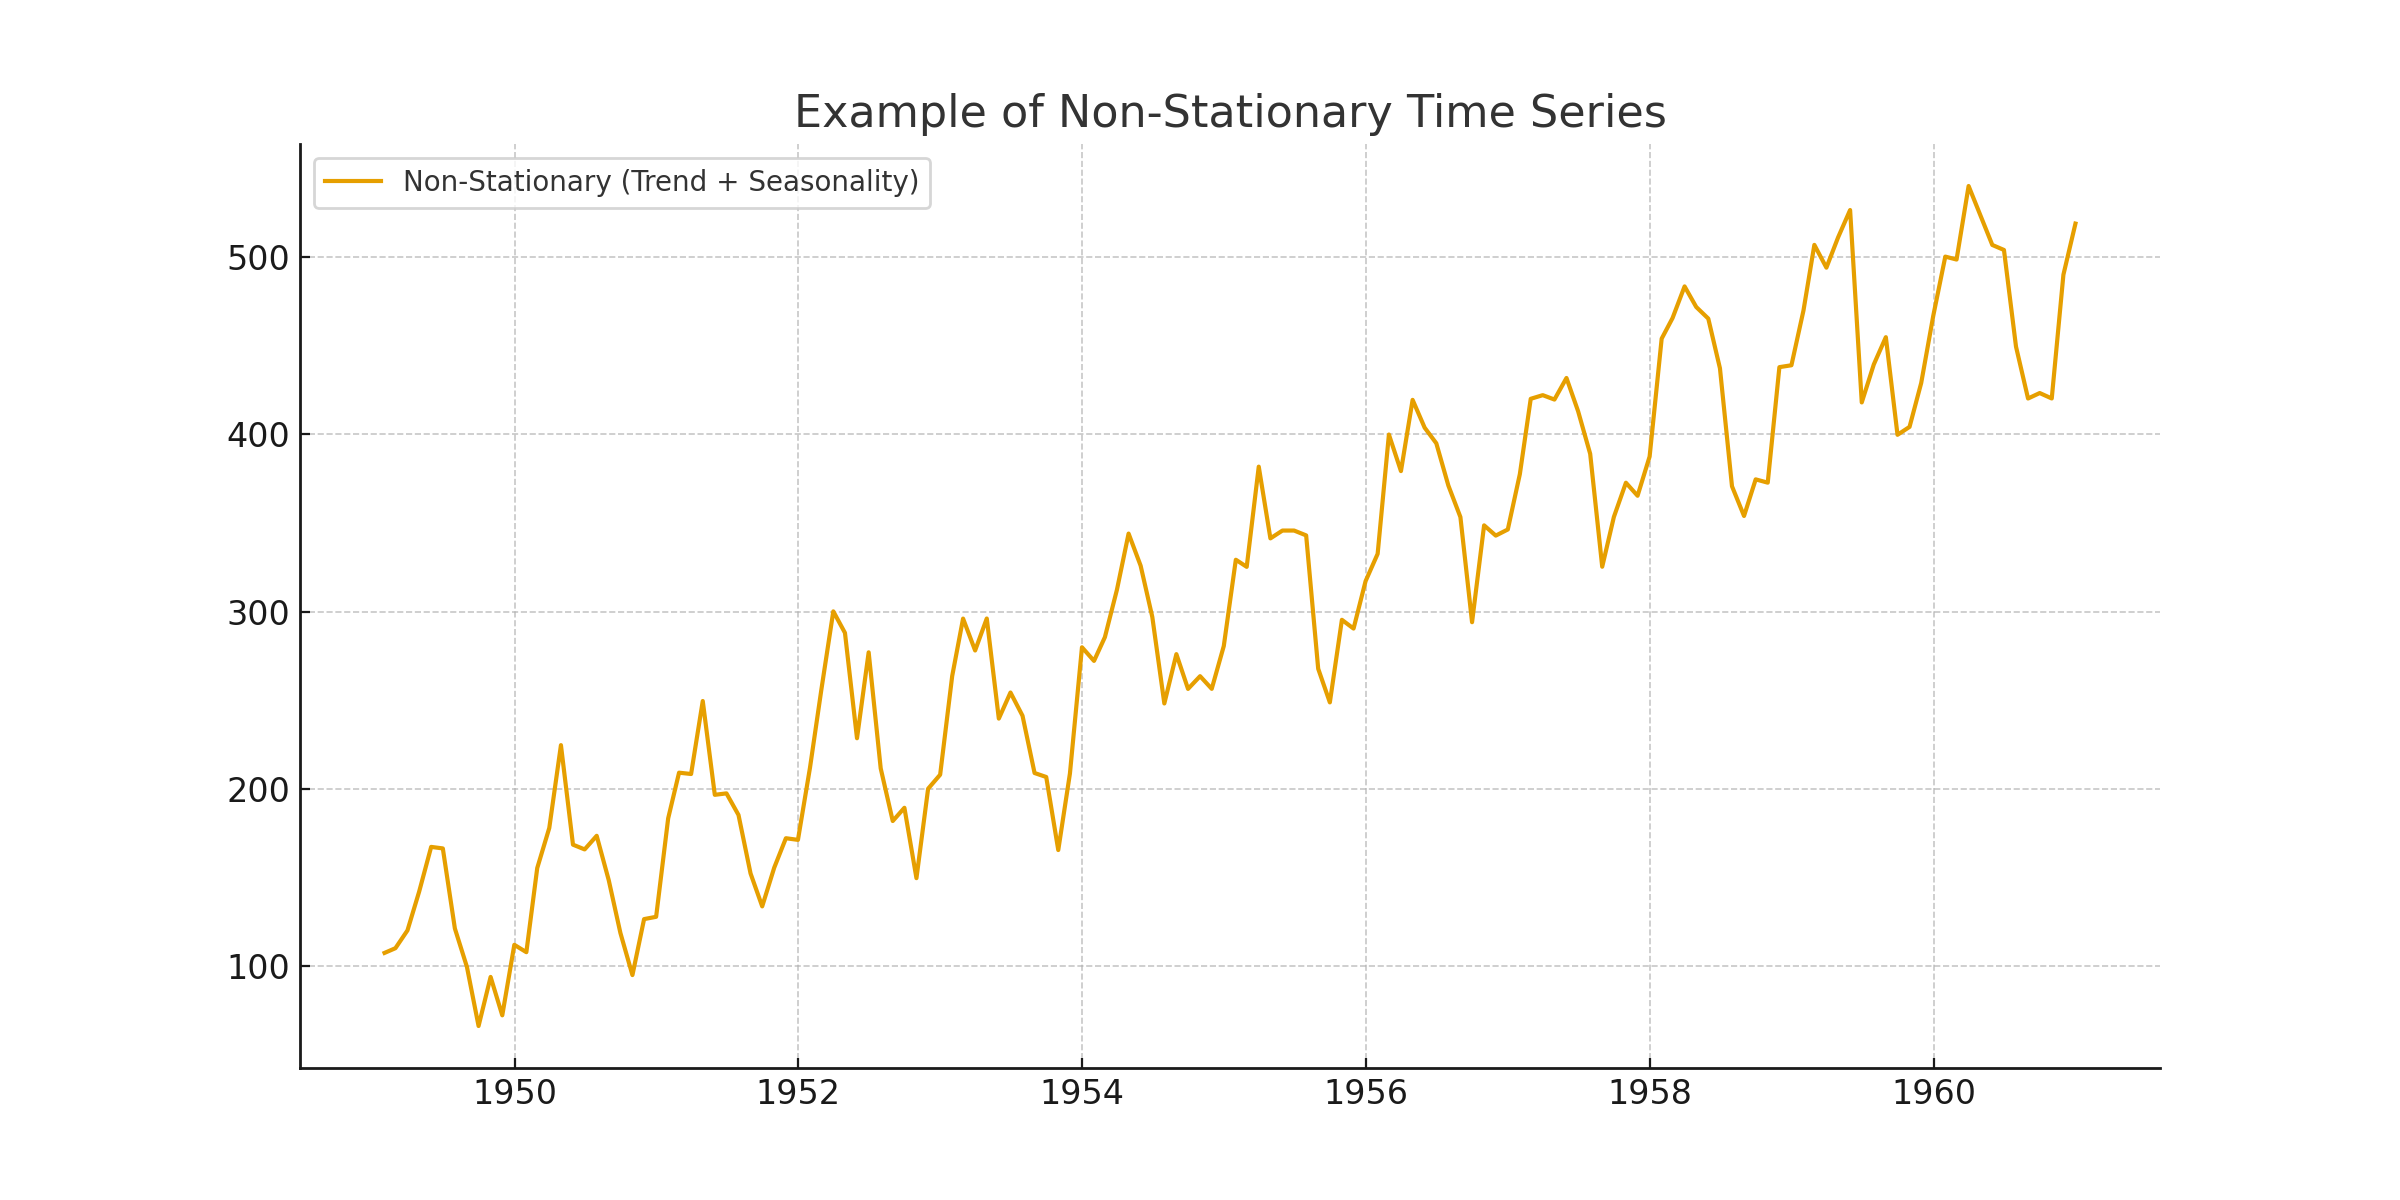 Example of Non-Stationary Time Series
Non-Stationary (Trend + Seasonality)
500
400
300
200
100
1950 1952 1954 1956 1958 1960